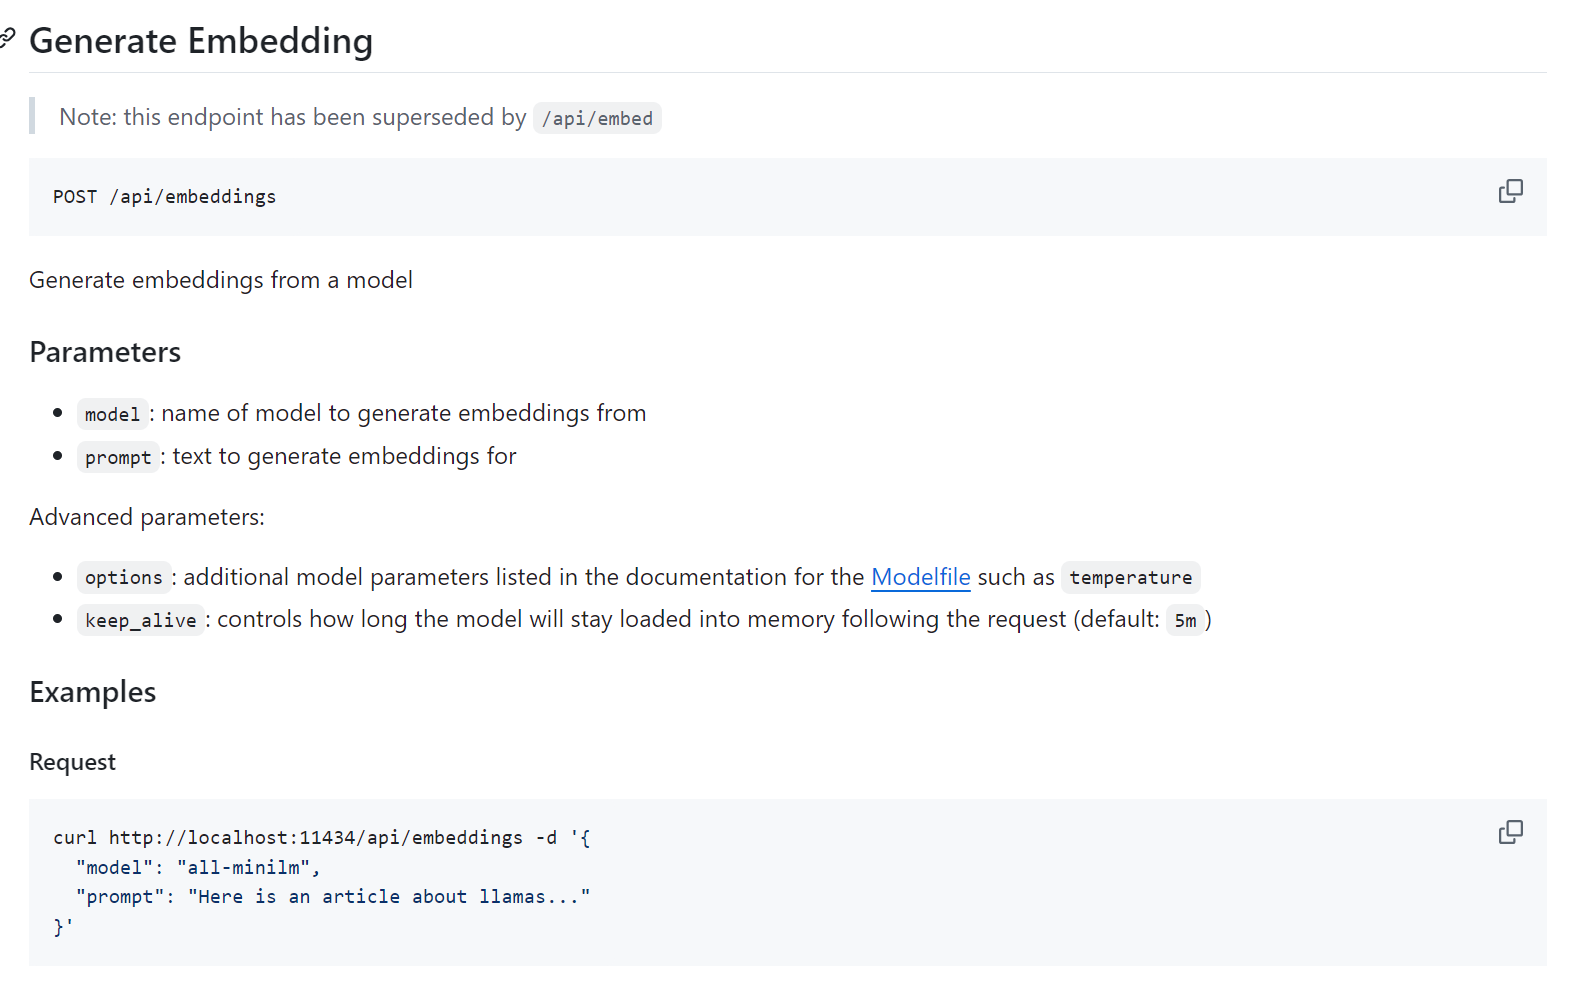 Generate Embedding
Note: this endpoint has been superseded by /api/embed
POST /api/embeddings
Generate embeddings from a model
Parameters
model: name of model to generate embeddings from
prompt: text to generate embeddings for
Advanced parameters:
options: additional model parameters listed in the documentation for the Modelfile such as temperature
keep_alive: controls how long the model will stay loaded into memory following the request (default: 5m)
Examples
Request
curl http://localhost:11434/api/embeddings -d '{
  "model": "all-minilm",
  "prompt": "Here is an article about llamas..."
}'